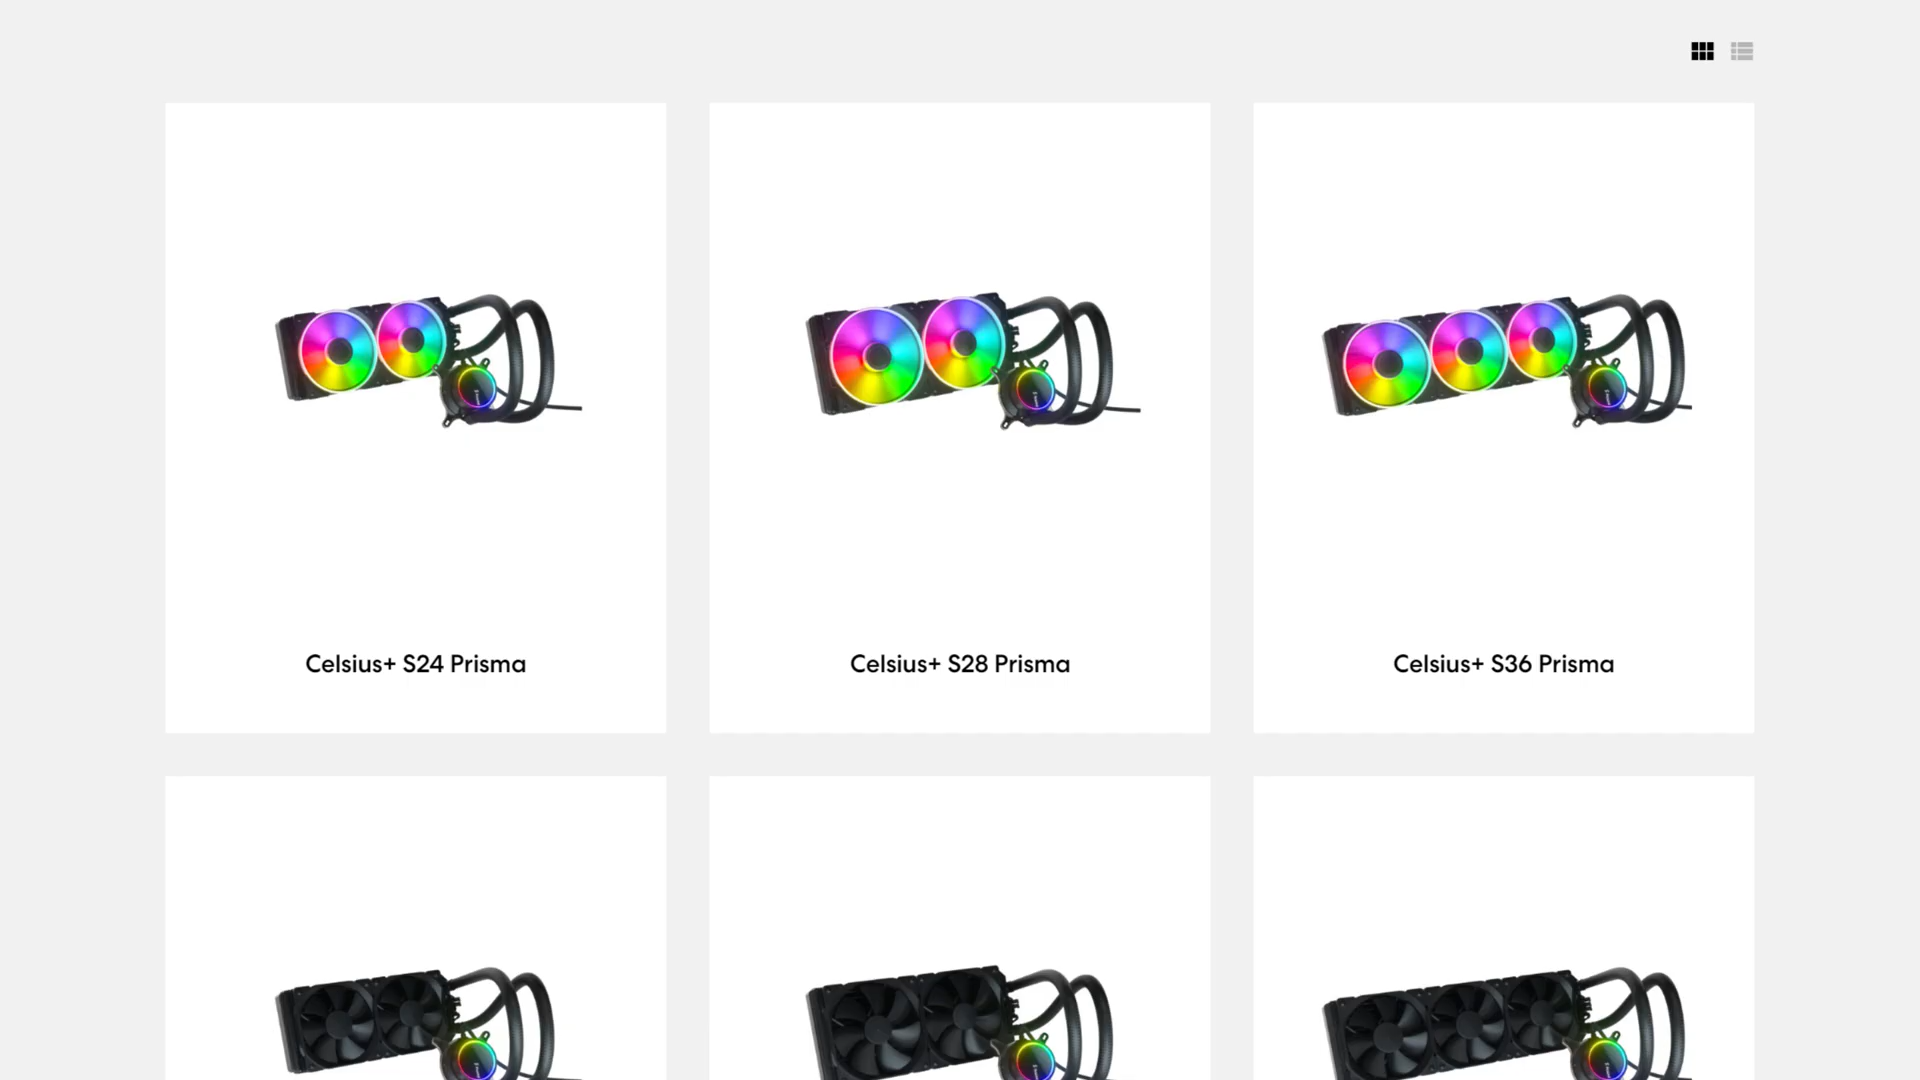 Celsius+ S24 Prisma
Celsius+ S28 Prisma
Celsius+ S36 Prisma